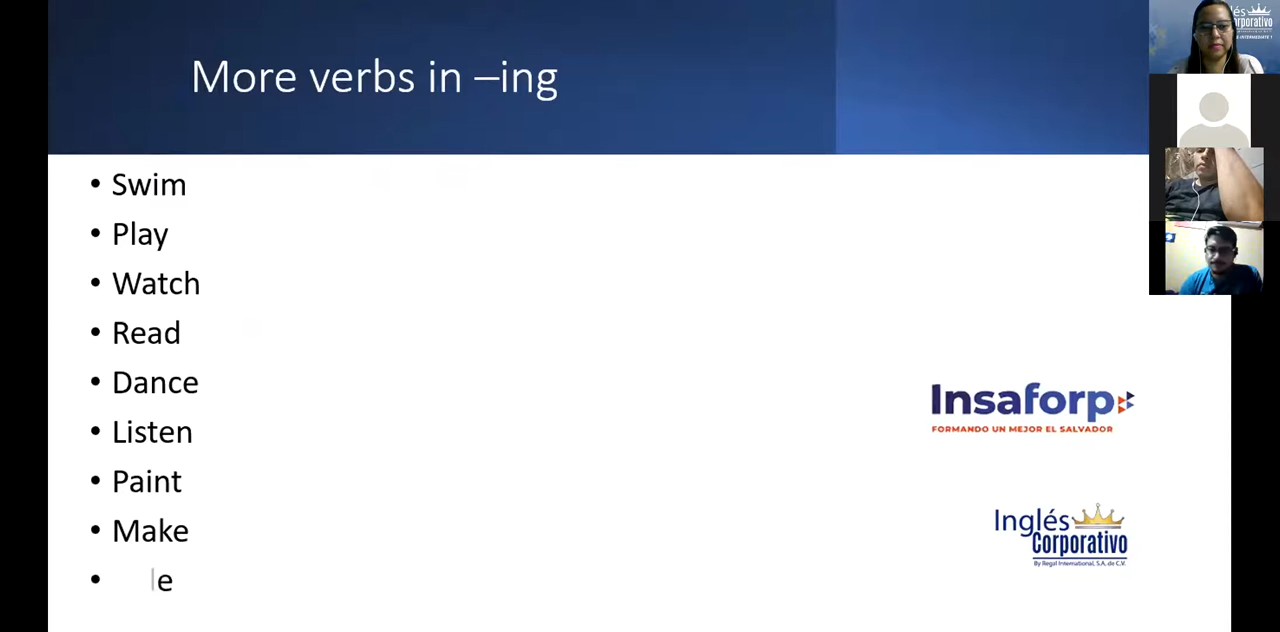 More verbs in –ing
• Swim
• Play
• Watch
• Read
• Dance
• Listen
• Paint
• Make
Insaforp
FORMANDO UN MEJOR EL SALVADOR
Inglés
Corporativo
By Regal International, S.A. de C.V.